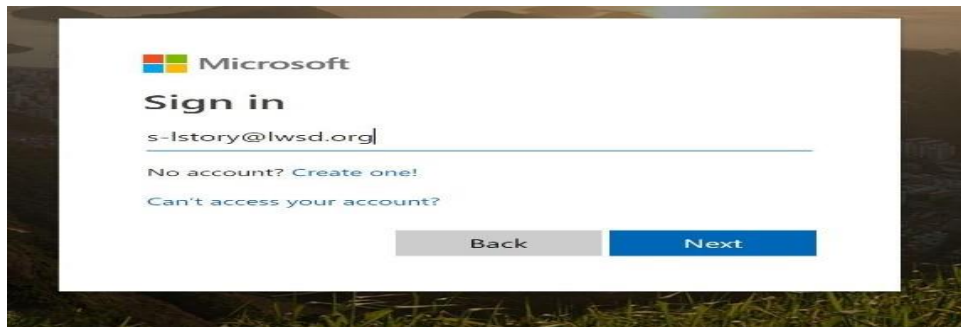 Microsoft
Sign in
s-lstory@lwsd.org
No account? Create one!
Can't access your account?
Back Next